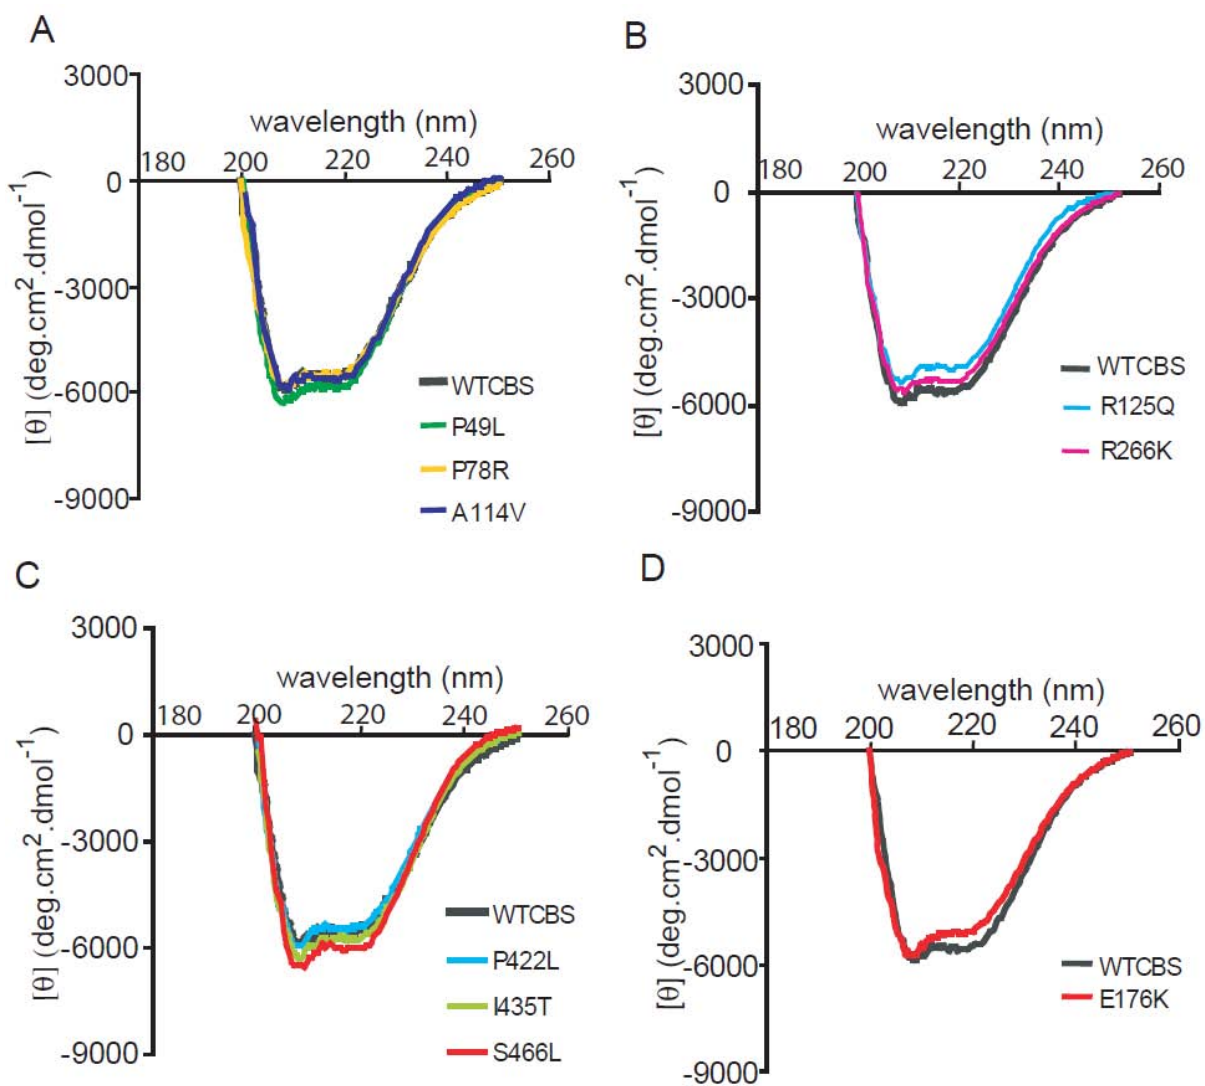 A
3000
wavelength (nm)
180 200 220 240 260
0
-3000
-6000
-9000
[θ] (deg.cm².dmol⁻¹)
WTCBS
P49L
P78R
A114V
B
3000
wavelength (nm)
180 200 220 240 260
0
-3000
-6000
-9000
[θ] (deg.cm².dmol⁻¹)
WTCBS
R125Q
R266K
C
3000
wavelength (nm)
180 200 220 240 260
0
-3000
-6000
-9000
[θ] (deg.cm².dmol⁻¹)
WTCBS
P422L
I435T
S466L
D
3000
wavelength (nm)
180 200 220 240 260
0
-3000
-6000
-9000
[θ] (deg.cm².dmol⁻¹)
WTCBS
E176K